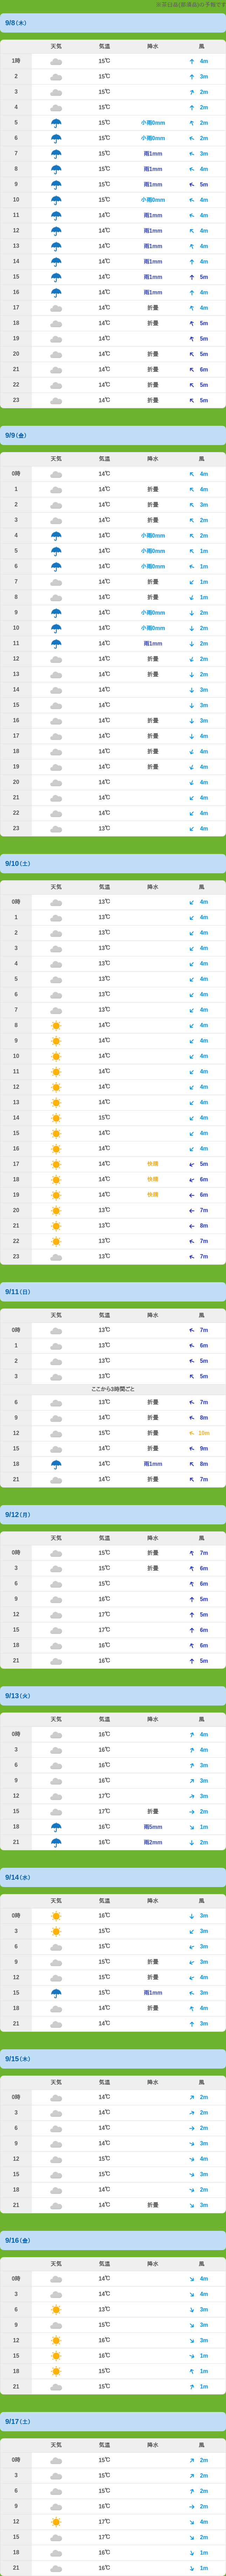 9/8(木)
天気 気温 降水 風
1時 15℃ 4m
2 15℃ 3m
3 15℃ 2m
4 15℃ 2m
5 15℃ 小雨0mm 2m
6 15℃ 小雨0mm 2m
7 15℃ 雨1mm 3m
8 15℃ 雨1mm 4m
9 15℃ 雨1mm 5m
10 15℃ 小雨0mm 4m
11 14℃ 雨1mm 4m
12 14℃ 雨1mm 4m
13 14℃ 雨1mm 4m
14 14℃ 雨1mm 4m
15 14℃ 雨1mm 5m
16 14℃ 雨1mm 4m
17 14℃ 折畳 4m
18 14℃ 折畳 5m
19 14℃ 5m
20 14℃ 折畳 5m
21 14℃ 折畳 6m
22 14℃ 折畳 5m
23 14℃ 折畳 5m
9/9(金)
天気 気温 降水 風
0時 14℃ 4m
1 14℃ 折畳 4m
2 14℃ 折畳 3m
3 14℃ 折畳 2m
4 14℃ 小雨0mm 2m
5 14℃ 小雨0mm 1m
6 14℃ 小雨0mm 1m
7 14℃ 折畳 1m
8 14℃ 折畳 1m
9 14℃ 小雨0mm 2m
10 14℃ 小雨0mm 2m
11 14℃ 雨1mm 2m
12 14℃ 折畳 2m
13 14℃ 折畳 2m
14 14℃ 3m
15 14℃ 3m
16 14℃ 折畳 3m
17 14℃ 折畳 4m
18 14℃ 折畳 4m
19 14℃ 折畳 4m
20 14℃ 4m
21 14℃ 4m
22 14℃ 4m
23 13℃ 4m
9/10(土)
天気 気温 降水 風
0時 13℃ 4m
1 13℃ 4m
2 13℃ 4m
3 13℃ 4m
4 13℃ 4m
5 13℃ 4m
6 13℃ 4m
7 13℃ 4m
8 14℃ 4m
9 14℃ 4m
10 14℃ 4m
11 14℃ 4m
12 14℃ 4m
13 14℃ 4m
14 15℃ 4m
15 14℃ 4m
16 14℃ 4m
17 14℃ 快晴 5m
18 14℃ 快晴 6m
19 14℃ 快晴 6m
20 13℃ 7m
21 13℃ 8m
22 13℃ 7m
23 13℃ 7m
9/11(日)
天気 気温 降水 風
0時 13℃ 7m
1 13℃ 6m
2 13℃ 5m
3 13℃ 5m
ここから3時間ごと
6 13℃ 折畳 7m
9 14℃ 折畳 8m
12 15℃ 折畳 10m
15 14℃ 折畳 9m
18 14℃ 雨1mm 8m
21 14℃ 折畳 7m
9/12(月)
天気 気温 降水 風
0時 15℃ 折畳 7m
3 15℃ 折畳 6m
6 15℃ 6m
9 16℃ 5m
12 17℃ 5m
15 17℃ 6m
18 16℃ 6m
21 16℃ 5m
9/13(火)
天気 気温 降水 風
0時 16℃ 4m
3 16℃ 4m
6 16℃ 3m
9 16℃ 3m
12 17℃ 3m
15 17℃ 折畳 2m
18 16℃ 雨5mm 1m
21 16℃ 雨2mm 2m
9/14(水)
天気 気温 降水 風
0時 16℃ 3m
3 15℃ 3m
6 15℃ 3m
9 15℃ 折畳 3m
12 15℃ 折畳 4m
15 15℃ 雨1mm 3m
18 14℃ 折畳 4m
21 14℃ 3m
9/15(木)
天気 気温 降水 風
0時 14℃ 2m
3 14℃ 2m
6 14℃ 2m
9 14℃ 3m
12 15℃ 4m
15 15℃ 3m
18 14℃ 2m
21 14℃ 折畳 3m
9/16(金)
天気 気温 降水 風
0時 14℃ 4m
3 14℃ 4m
6 13℃ 3m
9 15℃ 3m
12 16℃ 3m
15 16℃ 1m
18 15℃ 1m
21 15℃ 1m
9/17(土)
天気 気温 降水 風
0時 15℃ 2m
3 15℃ 2m
6 15℃ 2m
9 16℃ 2m
12 17℃ 4m
15 17℃ 2m
18 16℃ 1m
21 16℃ 1m